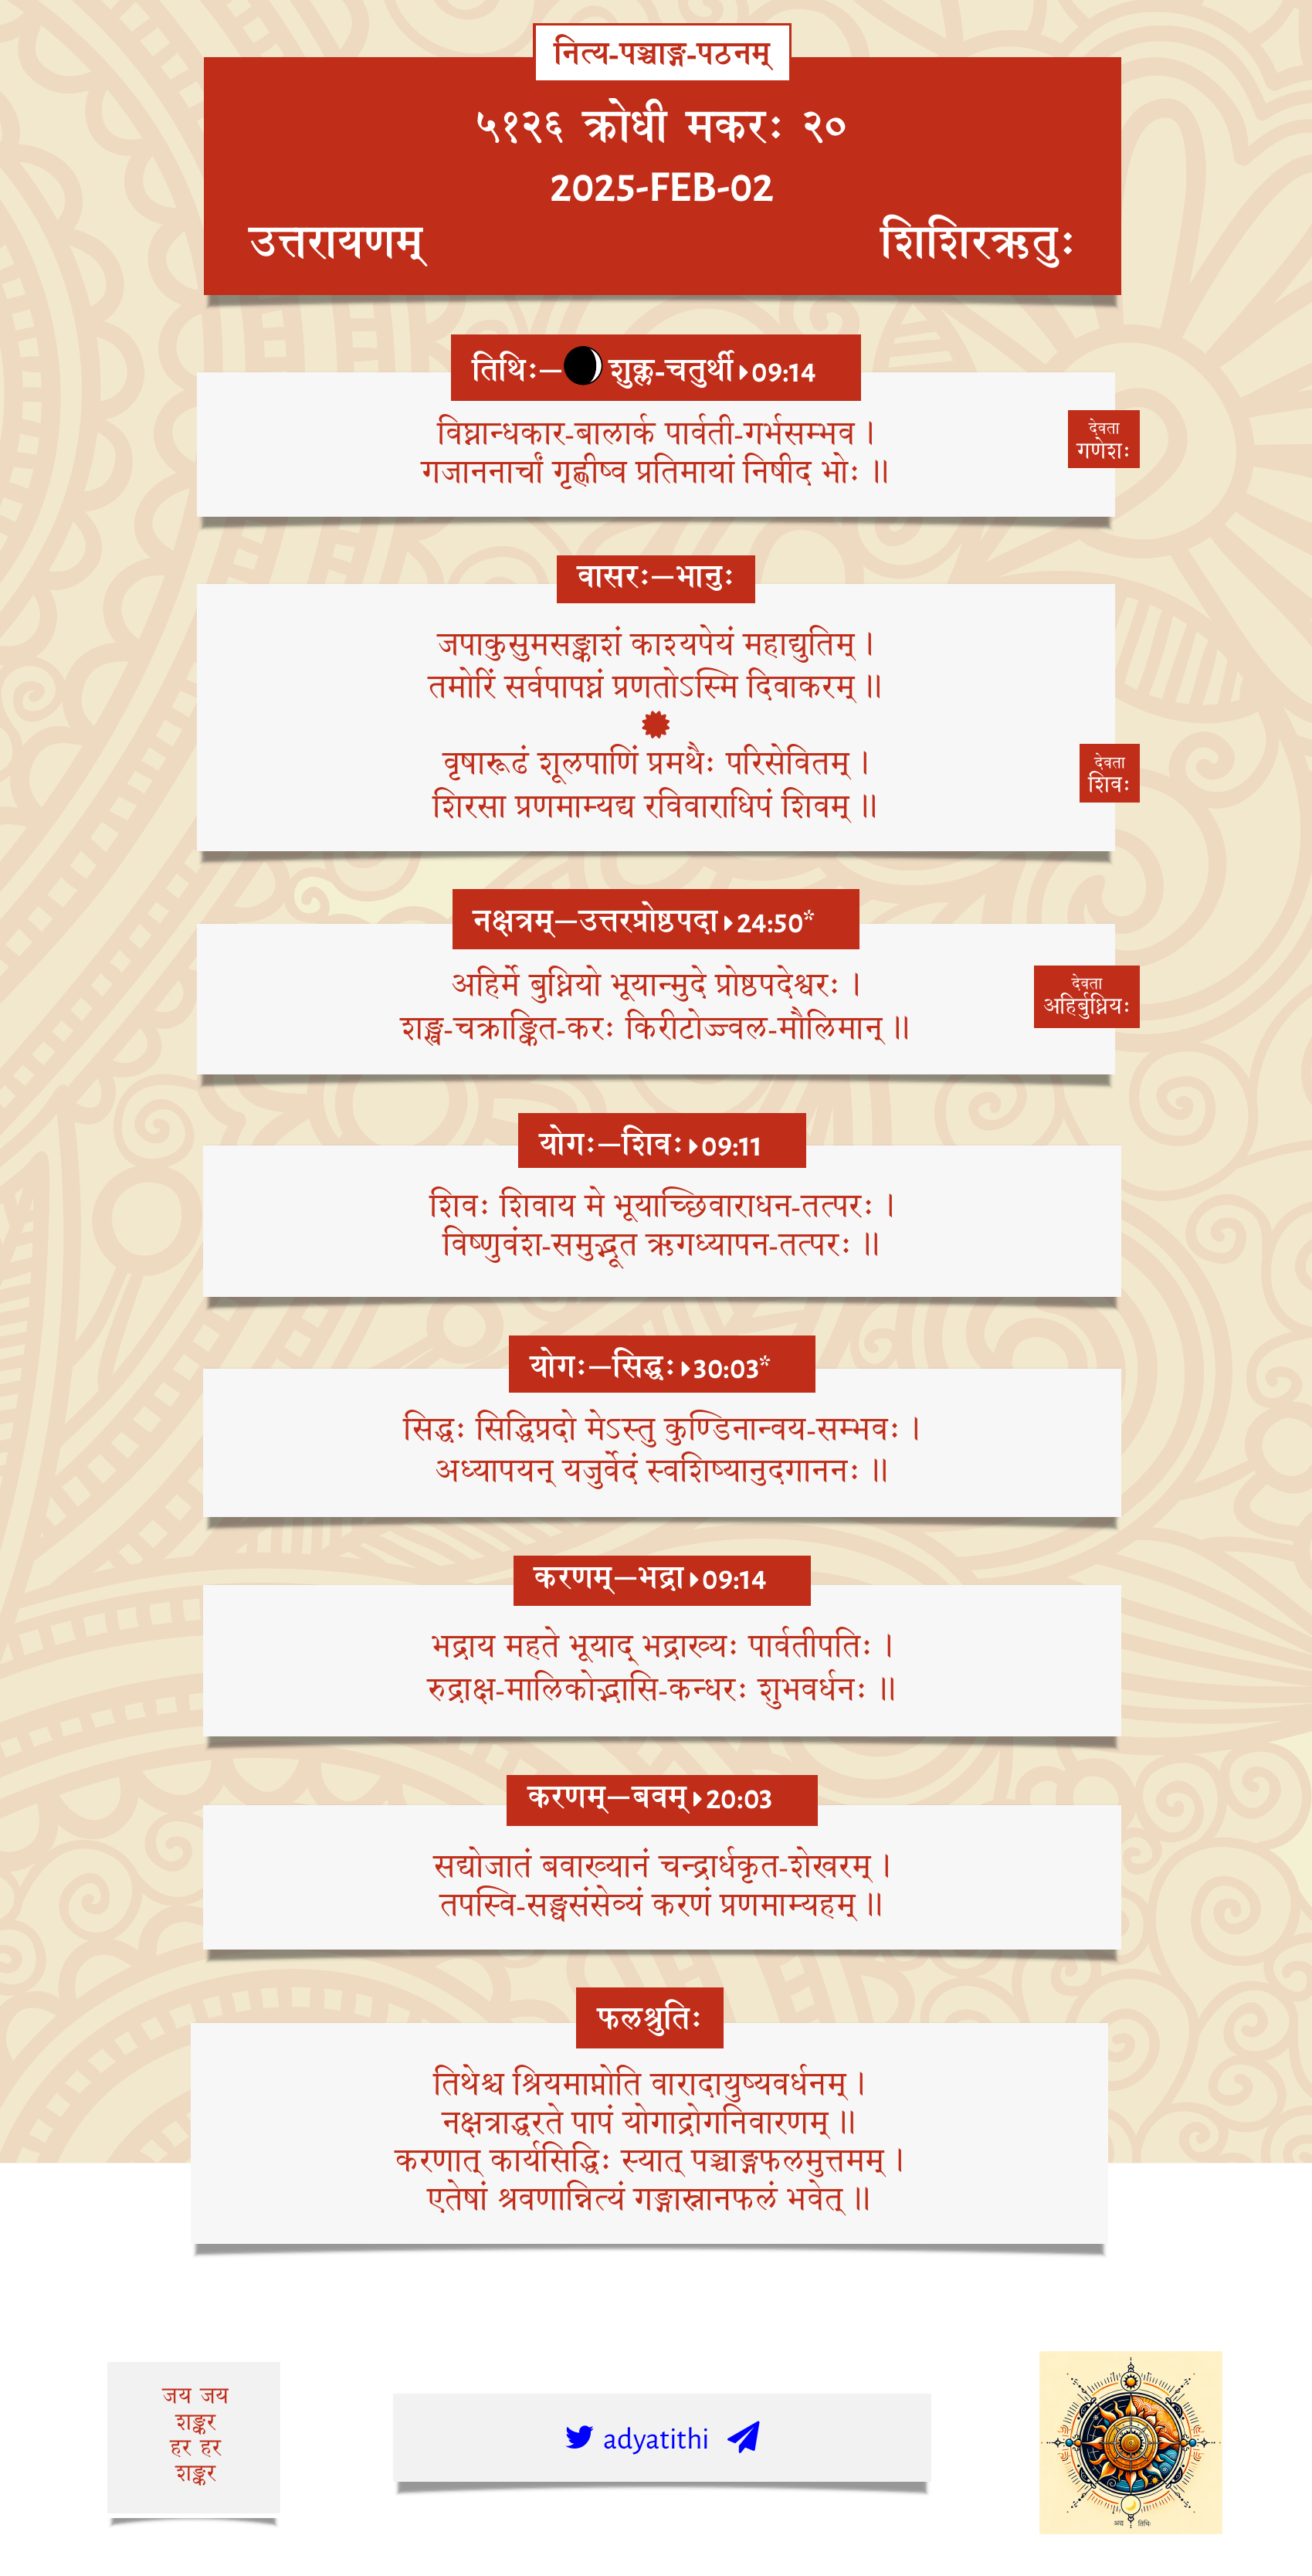 नित्य-पञ्चाङ्ग-पठनम्
५१२६ क्रोधी मकरः २०
2025-FEB-02
उत्तरायणम् शिशिरऋतुः
तिथिः—शुक्ल-चतुर्थी▸09:14
विघ्नान्धकार-बालार्क पार्वती-गर्भसम्भव ।
गजाननार्चां गृह्णीष्व प्रतिमायां निषीद भोः ॥
देवता
गणेशः
वासरः—भानुः
जपाकुसुमसङ्काशं काश्यपेयं महाद्युतिम् ।
तमोरिं सर्वपापघ्नं प्रणतोऽस्मि दिवाकरम् ॥
वृषारूढं शूलपाणिं प्रमथैः परिसेवितम् ।
शिरसा प्रणमाम्यद्य रविवाराधिपं शिवम् ॥
देवता
शिवः
नक्षत्रम्—उत्तरप्रोष्ठपदा▸24:50*
अहिर्मे बुध्नियो भूयान्मुदे प्रोष्ठपदेश्वरः ।
शङ्ख-चक्राङ्कित-करः किरीटोज्ज्वल-मौलिमान् ॥
देवता
अहिर्बुध्नियः
योगः—शिवः▸09:11
शिवः शिवाय मे भूयाच्छिवाराधन-तत्परः ।
विष्णुवंश-समुद्भूत ऋगध्यापन-तत्परः ॥
योगः—सिद्धः▸30:03*
सिद्धः सिद्धिप्रदो मेऽस्तु कुण्डिनान्वय-सम्भवः ।
अध्यापयन् यजुर्वेदं स्वशिष्यानुदगाननः ॥
करणम्—भद्रा▸09:14
भद्राय महते भूयाद् भद्राख्यः पार्वतीपतिः ।
रुद्राक्ष-मालिकोद्भासि-कन्धरः शुभवर्धनः ॥
करणम्—बवम्▸20:03
सद्योजातं बवाख्यानं चन्द्रार्धकृत-शेखरम् ।
तपस्वि-सङ्घसंसेव्यं करणं प्रणमाम्यहम् ॥
फलश्रुतिः
तिथेश्च श्रियमाप्नोति वारादायुष्यवर्धनम् ।
नक्षत्राद्धरते पापं योगाद्रोगनिवारणम् ॥
करणात् कार्यसिद्धिः स्यात् पञ्चाङ्गफलमुत्तमम् ।
एतेषां श्रवणान्नित्यं गङ्गास्नानफलं भवेत् ॥
जय जय
शङ्कर
हर हर
शङ्कर
adyatithi
अद्य तिथिः